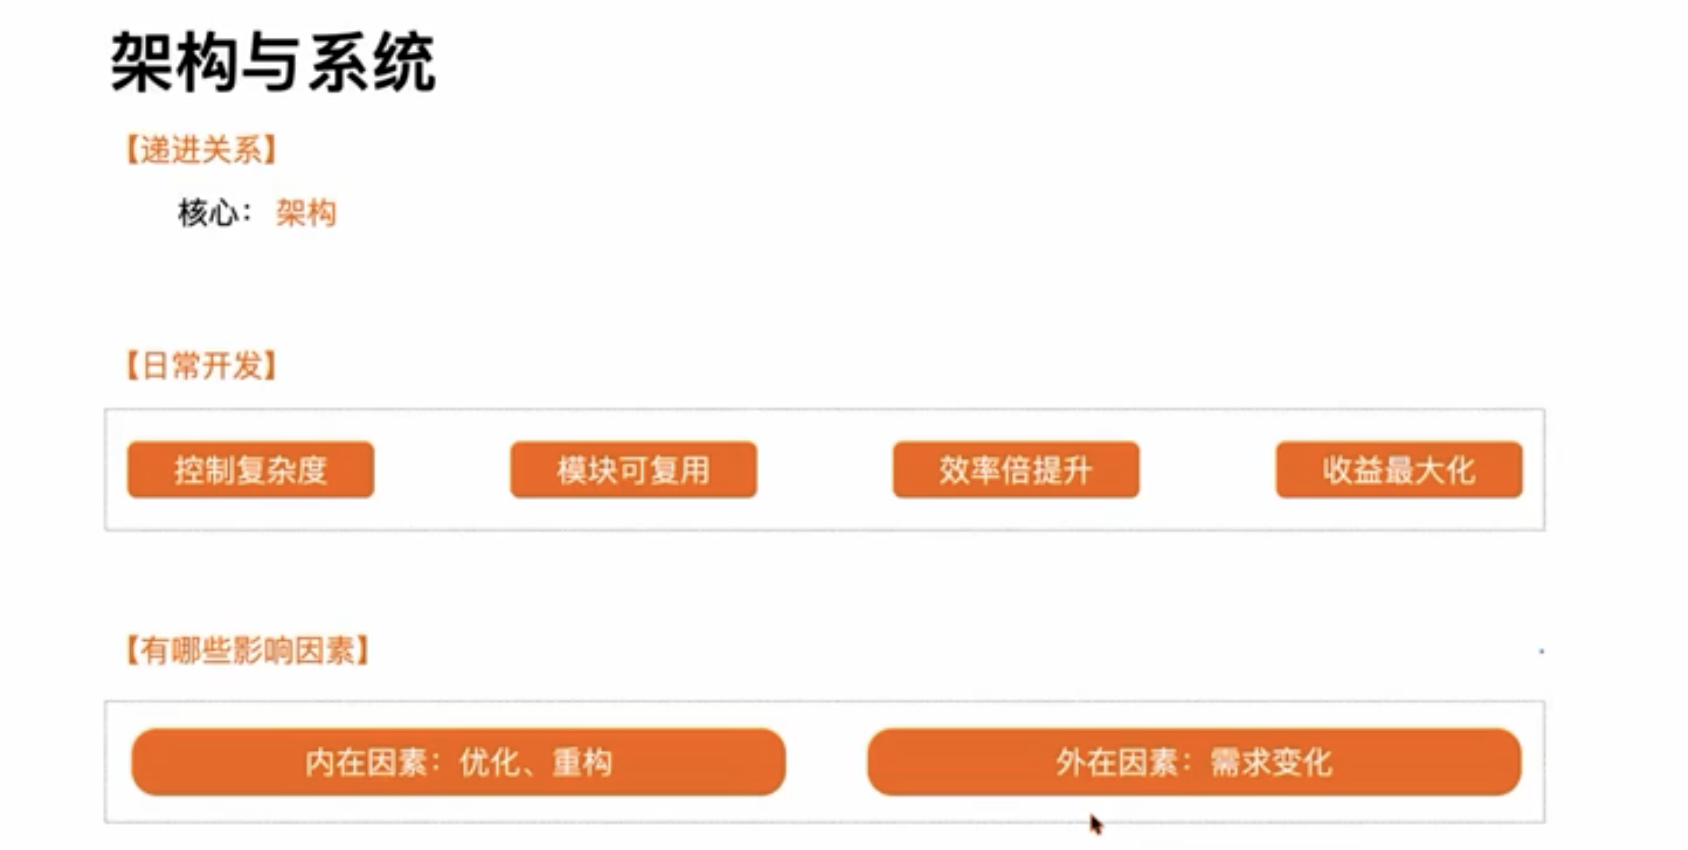 架构与系统
【递进关系】
核心： 架构
【日常开发】
控制复杂度 模块可复用 效率倍提升 收益最大化
【有哪些影响因素】
内在因素：优化、重构 外在因素：需求变化